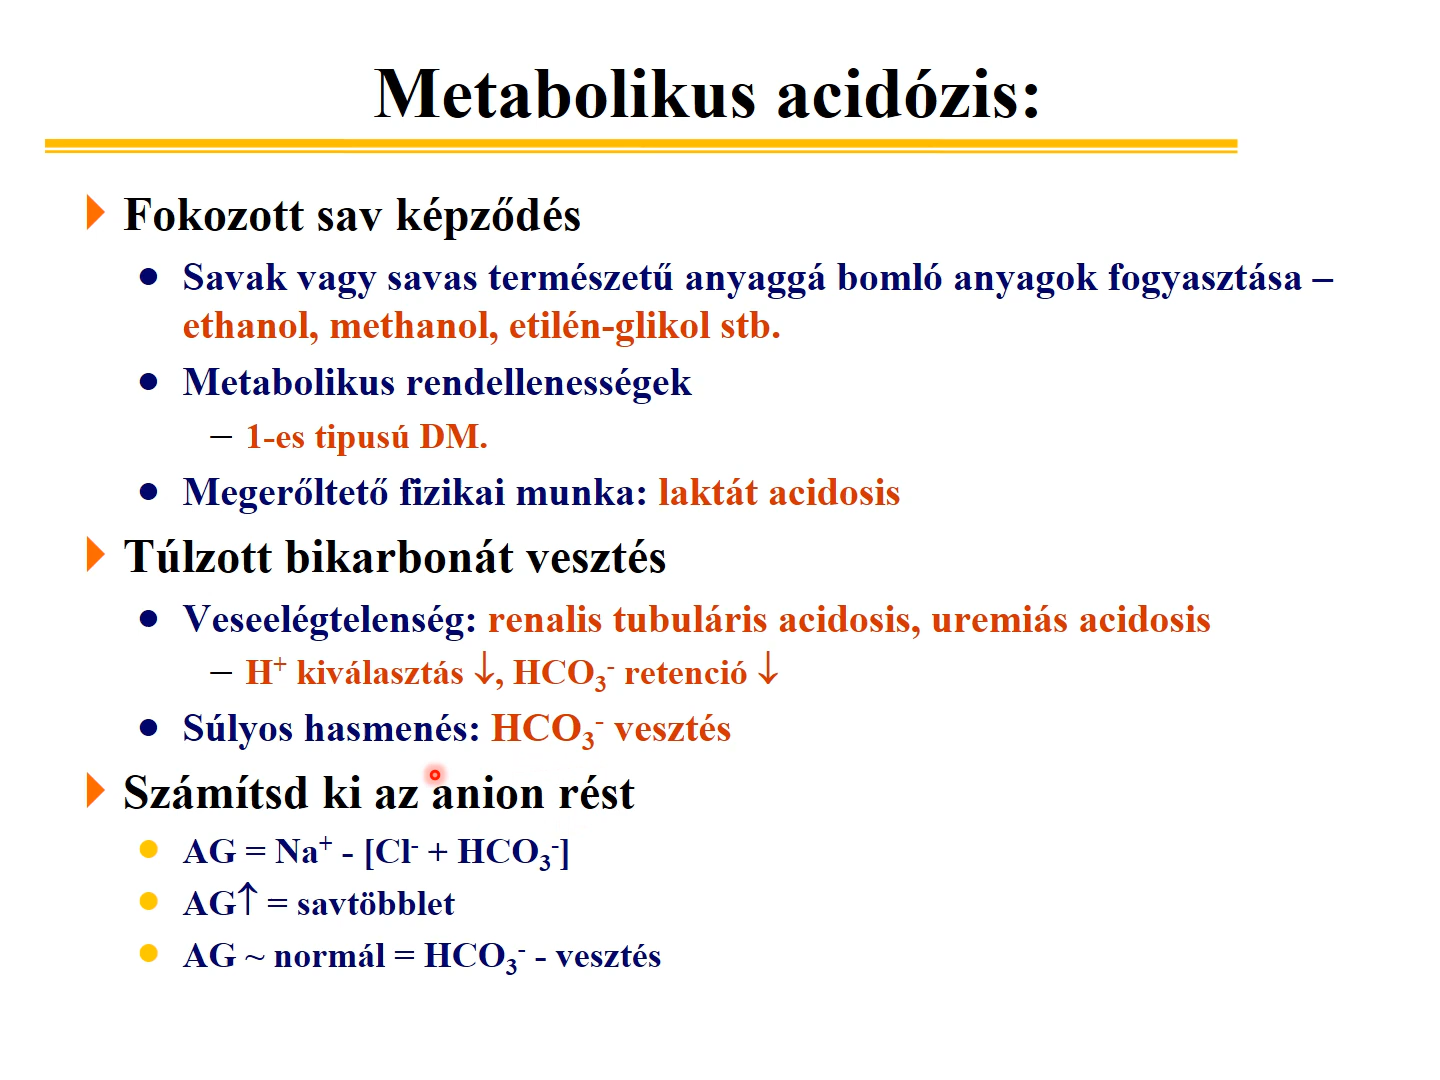 Metabolikus acidózis:
Fokozott sav képződés
Savak vagy savas természetű anyaggá bomló anyagok fogyasztása –
ethanol, methanol, etilén-glikol stb.
Metabolikus rendellenességek
– 1-es tipusú DM.
Megerőltető fizikai munka: laktát acidosis
Túlzott bikarbonát vesztés
Veseelégtelenség: renalis tubuláris acidosis, uremiás acidosis
– H⁺ kiválasztás ↓, HCO₃⁻ retenció ↓
Súlyos hasmenés: HCO₃⁻ vesztés
Számítsd ki az anion rést
AG = Na⁺ - [Cl⁻ + HCO₃⁻]
AG↑ = savtöbblet
AG ~ normál = HCO₃⁻ - vesztés